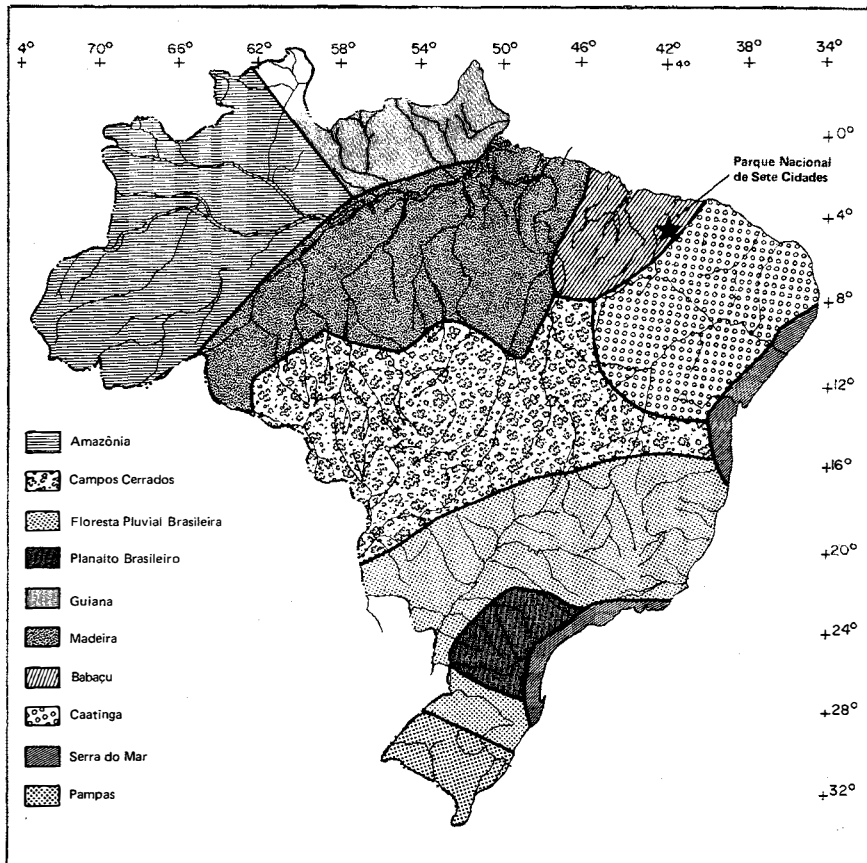 4° 70° 66° 62° 58° 54° 50° 46° 42° 38° 34°
+4°
+0°
Parque Nacional
de Sete Cidades
+4°
+8°
+12°
+16°
+20°
+24°
+28°
+32°
Amazônia
Campos Cerrados
Floresta Pluvial Brasileira
Planalto Brasileiro
Guiana
Madeira
Babaçu
Caatinga
Serra do Mar
Pampas